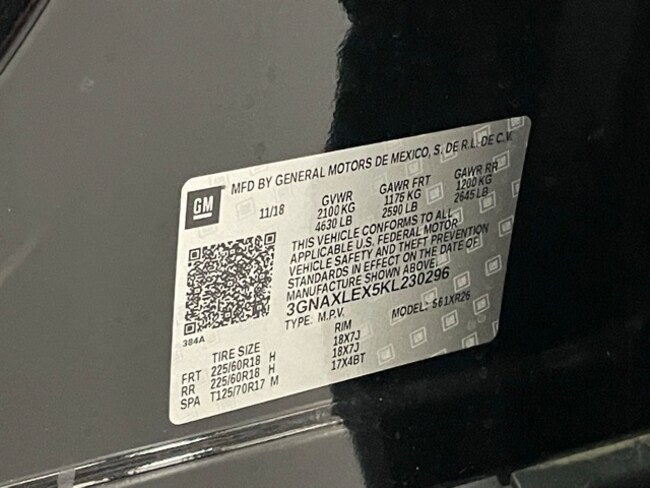 GM
MFD BY GENERAL MOTORS DE MEXICO, S. DE R.L. DE C.V.
11/18 GVWR GAWR FRT GAWR RR
2100 KG 1175 KG 1200 KG
4630 LB 2590 LB 2645 LB
THIS VEHICLE CONFORMS TO ALL
APPLICABLE U.S. FEDERAL MOTOR
VEHICLE SAFETY AND THEFT PREVENTION
STANDARDS IN EFFECT ON THE DATE OF
MANUFACTURE SHOWN ABOVE.
3GNAXLEX5KL230296
TYPE: M.P.V. MODEL: S61XR26
384A
TIRE SIZE RIM
FRT 225/60R18 H 18X7J
RR 225/60R18 H 18X7J
SPA T125/70R17 M 17X4BT